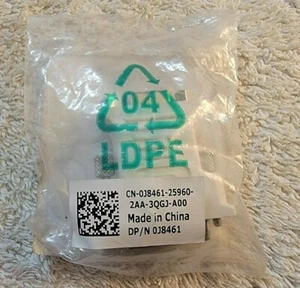 04
LDPE
CN-0J8461-25960-
2AA-3QGJ-A00
Made in China
DP/N 0J8461